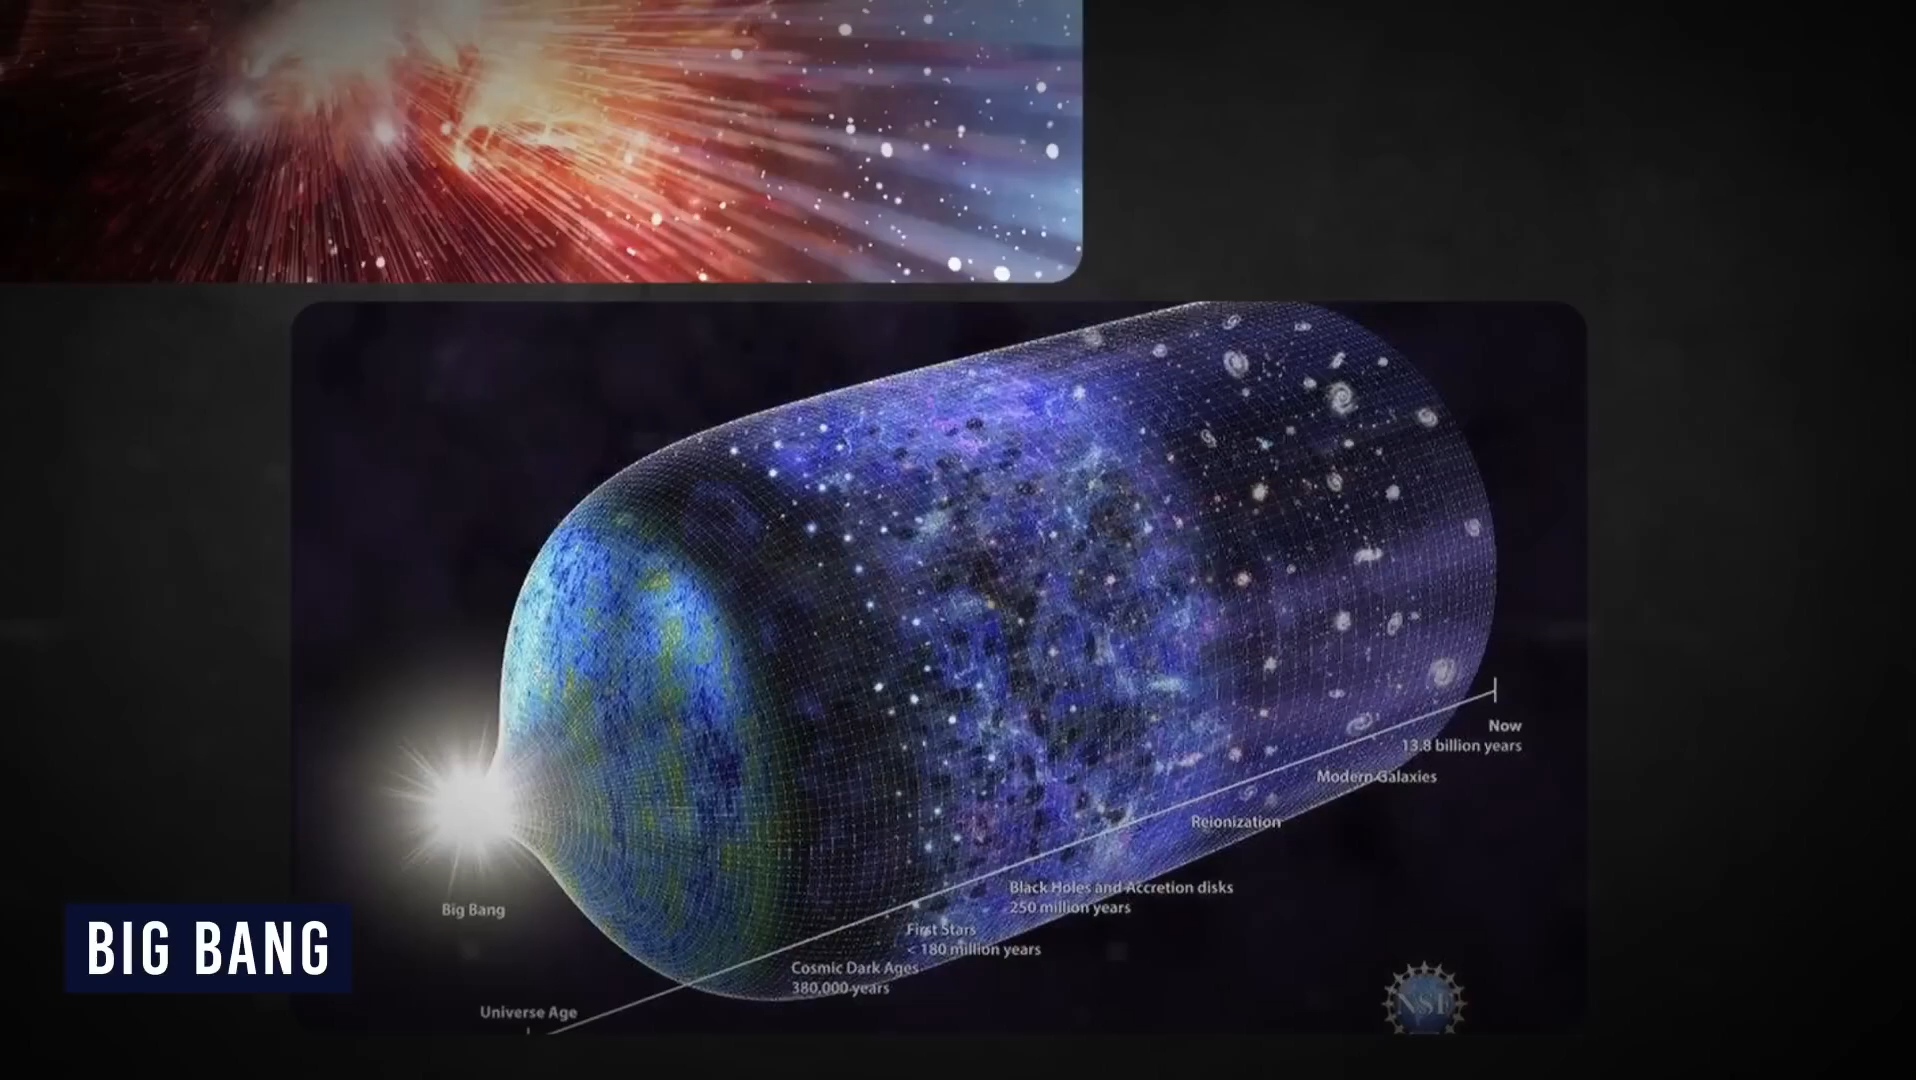 Now
13.8 billion years
Modern Galaxies
Reionization
Black Holes and Accretion disks
250 million years
Big Bang
First Stars
< 180 million years
BIG BANG
Cosmic Dark Ages
380,000 years
Universe Age
NSF